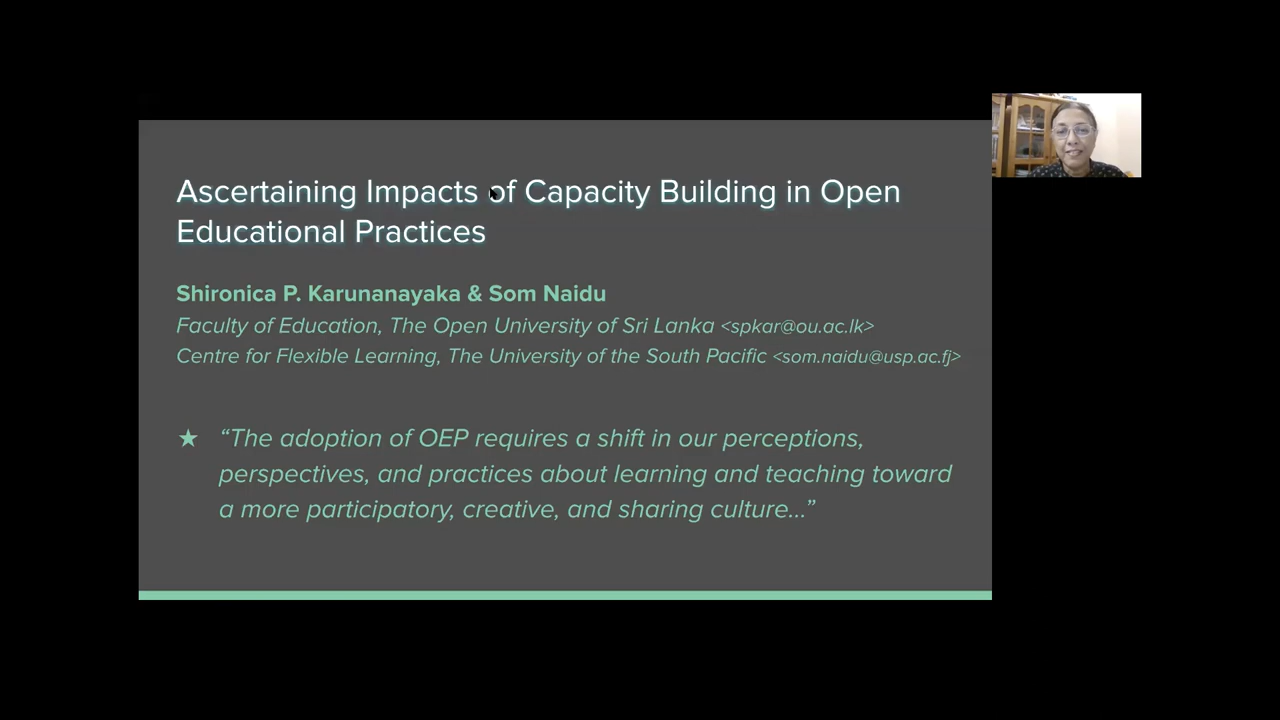 Ascertaining Impacts of Capacity Building in Open
Educational Practices
Shironica P. Karunanayaka & Som Naidu
Faculty of Education, The Open University of Sri Lanka <spkar@ou.ac.lk>
Centre for Flexible Learning, The University of the South Pacific <som.naidu@usp.ac.fj>
★ “The adoption of OEP requires a shift in our perceptions,
perspectives, and practices about learning and teaching toward
a more participatory, creative, and sharing culture...”